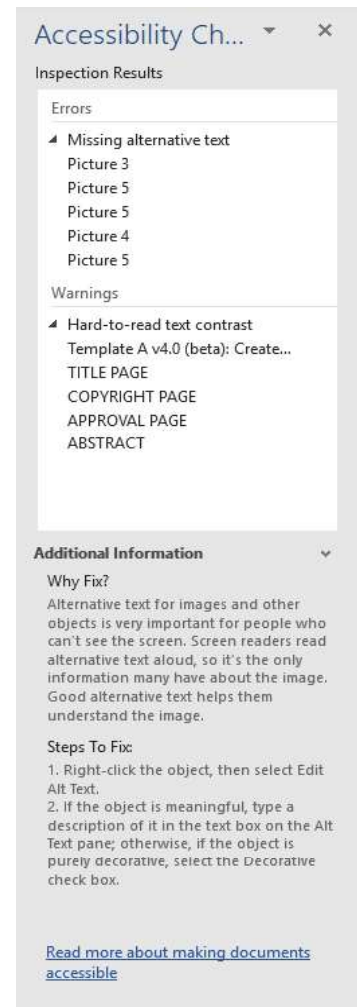 Accessibility Ch...
Inspection Results
Errors
Missing alternative text
Picture 3
Picture 5
Picture 5
Picture 4
Picture 5
Warnings
Hard-to-read text contrast
Template A v4.0 (beta): Create...
TITLE PAGE
COPYRIGHT PAGE
APPROVAL PAGE
ABSTRACT
Additional Information
Why Fix?
Alternative text for images and other
objects is very important for people who
can't see the screen. Screen readers read
alternative text aloud, so it's the only
information many have about the image.
Good alternative text helps them
understand the image.
Steps To Fix:
1. Right-click the object, then select Edit
Alt Text.
2. If the object is meaningful, type a
description of it in the text box on the Alt
Text pane; otherwise, if the object is
purely decorative, select the Decorative
check box.
Read more about making documents
accessible